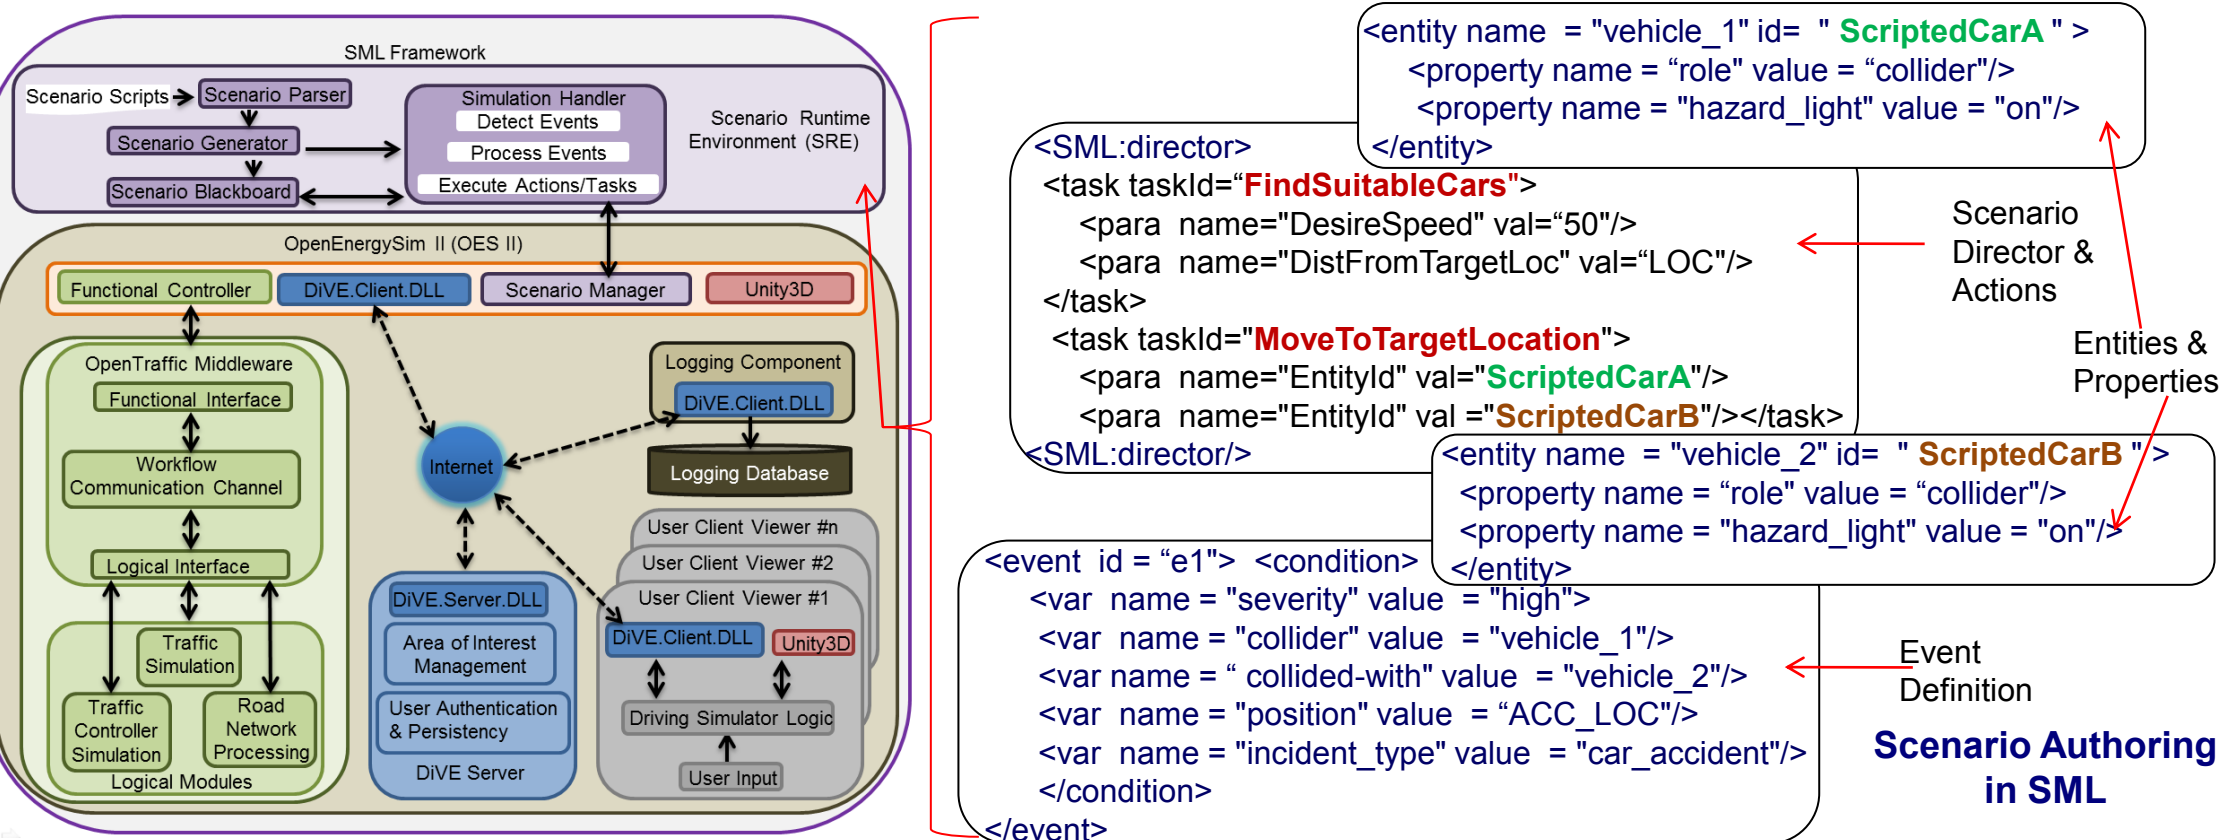 SML Framework
Scenario Scripts
Scenario Parser
Scenario Generator
Scenario Blackboard
Simulation Handler
Detect Events
Process Events
Execute Actions/Tasks
Scenario Runtime
Environment (SRE)
OpenEnergySim II (OES II)
Functional Controller
DiVE.Client.DLL
Scenario Manager
Unity3D
OpenTraffic Middleware
Functional Interface
Workflow
Communication Channel
Logical Interface
Traffic
Simulation
Traffic
Controller
Simulation
Road
Network
Processing
Logical Modules
Internet
Logging Component
DiVE.Client.DLL
Logging Database
DiVE.Server.DLL
Area of Interest
Management
User Authentication
& Persistency
DiVE Server
User Client Viewer #n
User Client Viewer #2
User Client Viewer #1
DiVE.Client.DLL
Unity3D
Driving Simulator Logic
User Input
<entity name = "vehicle_1" id= " ScriptedCarA " >
<property name = “role" value = “collider"/>
<property name = "hazard_light" value = "on"/>
</entity>
<SML:director>
<task taskId=“FindSuitableCars">
<para name="DesireSpeed" val=“50"/>
<para name="DistFromTargetLoc" val=“LOC"/>
</task>
<task taskId="MoveToTargetLocation">
<para name="EntityId" val="ScriptedCarA"/>
<para name="EntityId" val ="ScriptedCarB"/></task>
<SML:director/>
<entity name = "vehicle_2" id= " ScriptedCarB " >
<property name = “role" value = “collider"/>
<property name = "hazard_light" value = "on"/>
</entity>
<event id = “e1"> <condition>
<var name = "severity" value = "high">
<var name = "collider" value = "vehicle_1"/>
<var name = " collided-with" value = "vehicle_2"/>
<var name = "position" value = “ACC_LOC"/>
<var name = "incident_type" value = "car_accident"/>
</condition>
</event>
Scenario
Director &
Actions
Entities &
Properties
Event
Definition
Scenario Authoring
in SML